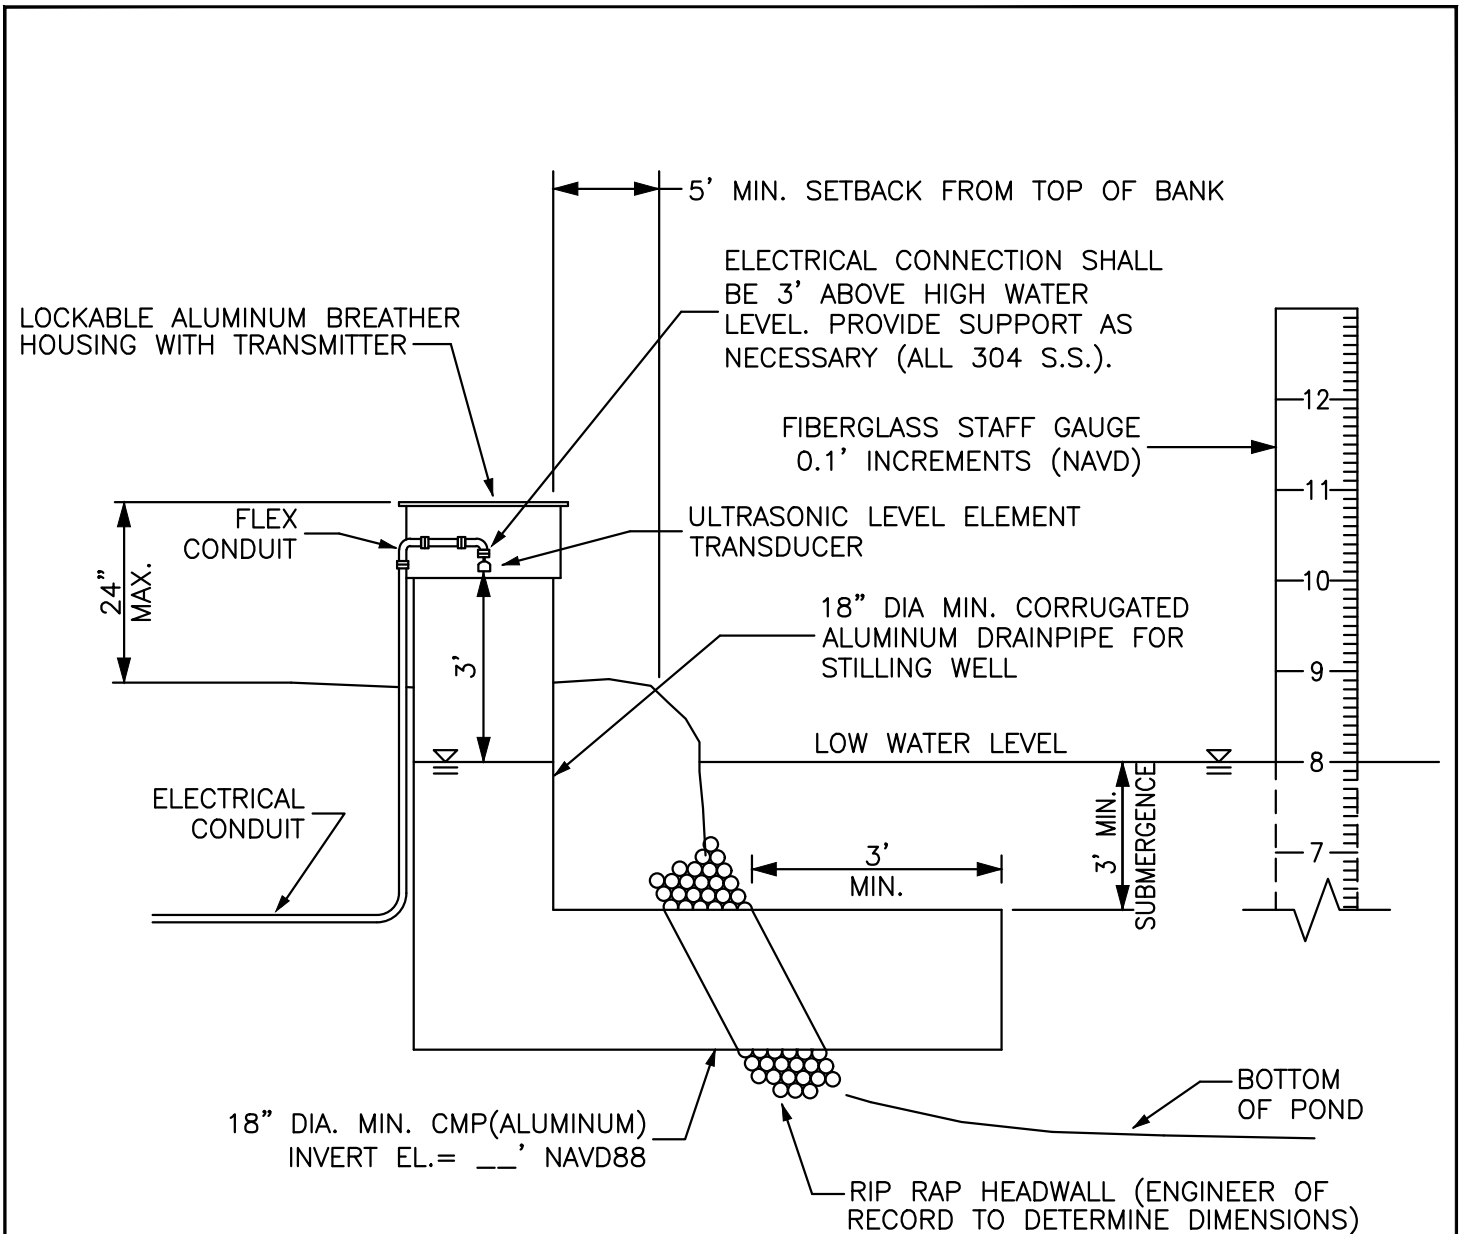 5' MIN. SETBACK FROM TOP OF BANK
ELECTRICAL CONNECTION SHALL
BE 3' ABOVE HIGH WATER
LEVEL. PROVIDE SUPPORT AS
NECESSARY (ALL 304 S.S.).
LOCKABLE ALUMINUM BREATHER
HOUSING WITH TRANSMITTER
FIBERGLASS STAFF GAUGE
0.1' INCREMENTS (NAVD)
12
11
10
9
8
7
FLEX
CONDUIT
ULTRASONIC LEVEL ELEMENT
TRANSDUCER
24"
MAX.
3'
18" DIA MIN. CORRUGATED
ALUMINUM DRAINPIPE FOR
STILLING WELL
LOW WATER LEVEL
ELECTRICAL
CONDUIT
3' MIN.
SUBMERGENCE
3'
MIN.
18" DIA. MIN. CMP(ALUMINUM)
INVERT EL.= __' NAVD88
BOTTOM
OF POND
RIP RAP HEADWALL (ENGINEER OF
RECORD TO DETERMINE DIMENSIONS)